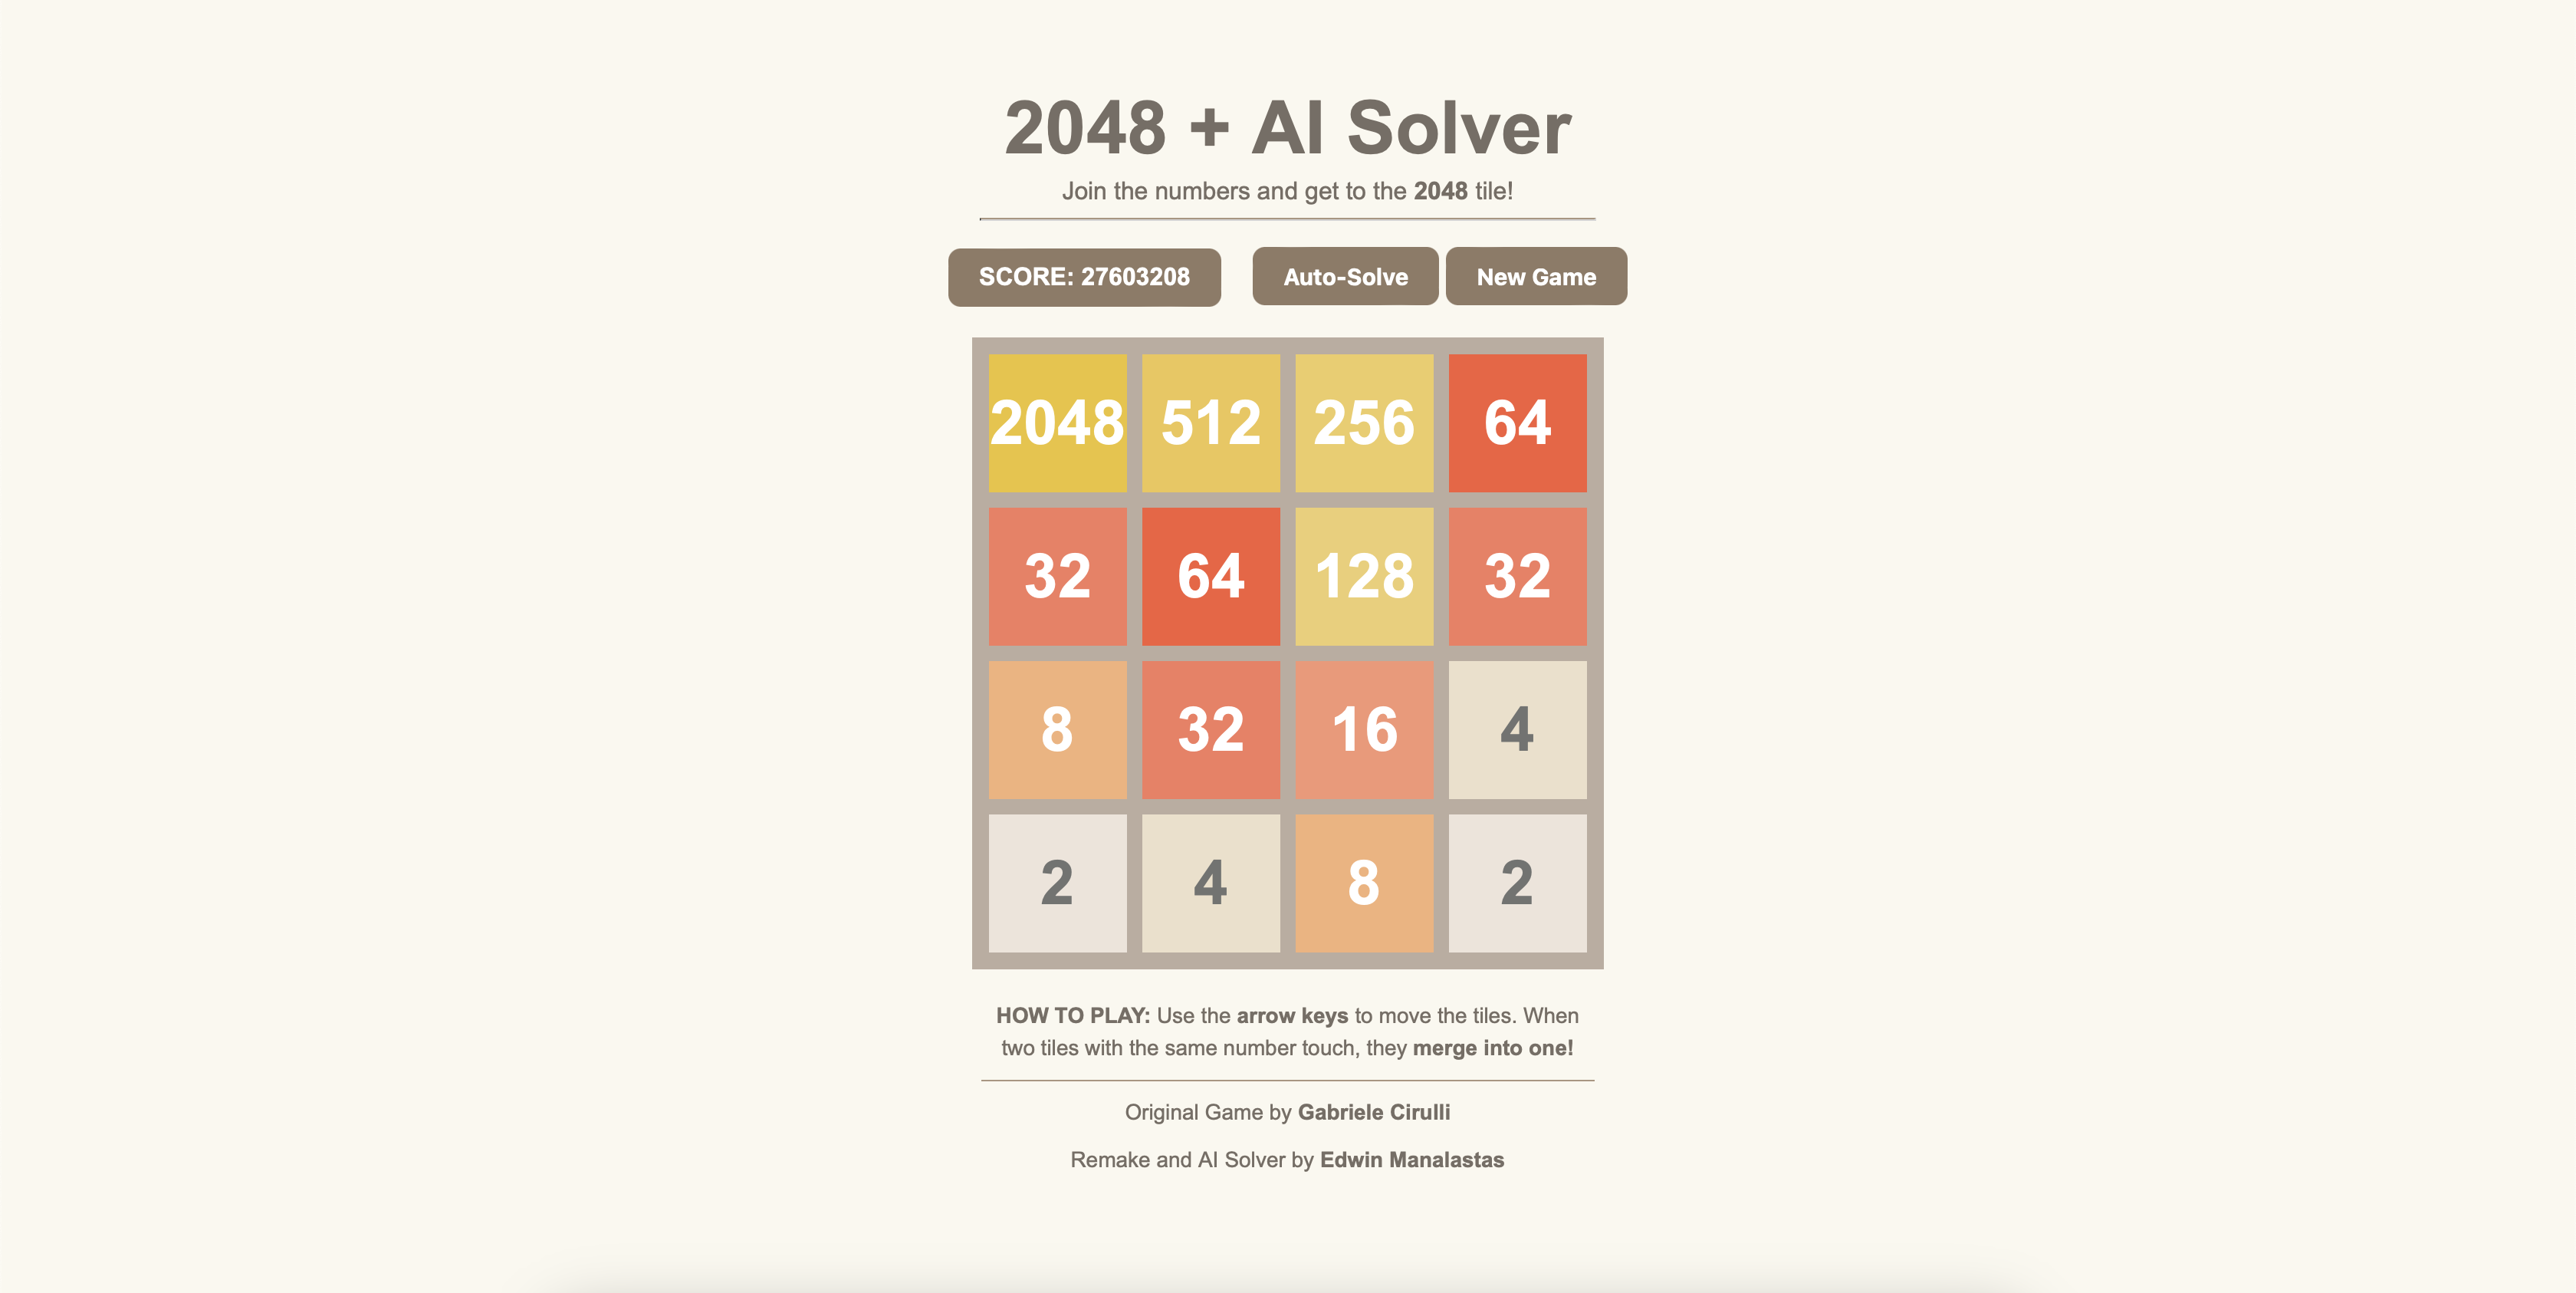 2048 + AI Solver
Join the numbers and get to the 2048 tile!
SCORE: 27603208 Auto-Solve New Game
2048 512 256 64
32 64 128 32
8 32 16 4
2 4 8 2
HOW TO PLAY: Use the arrow keys to move the tiles. When
two tiles with the same number touch, they merge into one!
Original Game by Gabriele Cirulli
Remake and AI Solver by Edwin Manalastas